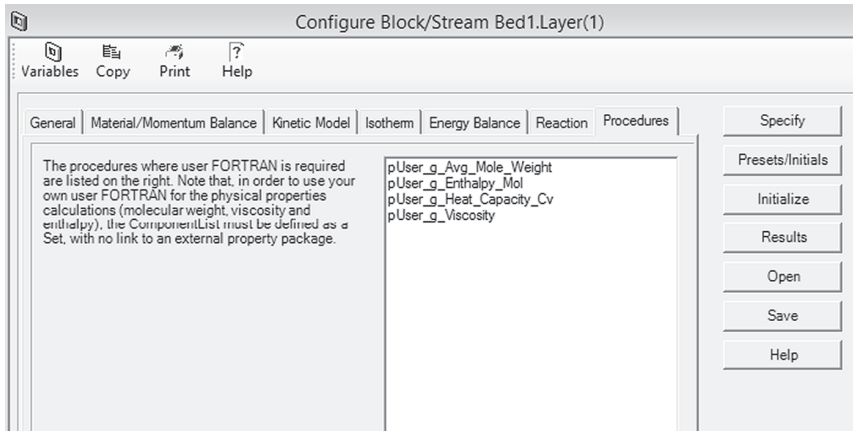 Configure Block/Stream Bed1.Layer(1)
Variables Copy Print Help
General Material/Momentum Balance Kinetic Model Isotherm Energy Balance Reaction Procedures
The procedures where user FORTRAN is required
are listed on the right. Note that, in order to use your
own user FORTRAN for the physical properties
calculations (molecular weight, viscosity and
enthalpy), the ComponentList must be defined as a
Set, with no link to an external property package.
pUser_g_Avg_Mole_Weight
pUser_g_Enthalpy_Mol
pUser_g_Heat_Capacity_Cv
pUser_g_Viscosity
Specify
Presets/Initials
Initialize
Results
Open
Save
Help